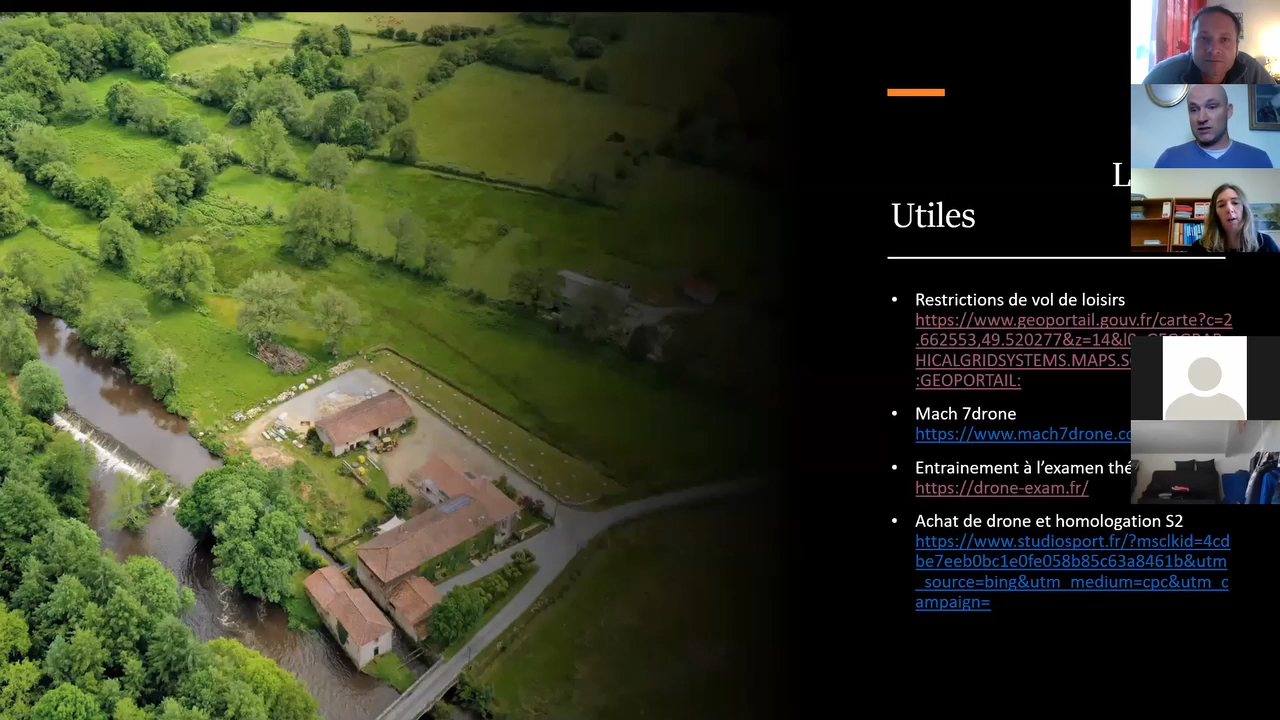 L
Utiles
• Restrictions de vol de loisirs
https://www.geoportail.gouv.fr/carte?c=2
.662553,49.520277&z=14&l0=GEOGRAP
HICALGRIDSYSTEMS.MAPS.S
:GEOPORTAIL:
• Mach 7drone
https://www.mach7drone.co
• Entrainement à l’examen thé
https://drone-exam.fr/
• Achat de drone et homologation S2
https://www.studiosport.fr/?msclkid=4cd
be7eeb0bc1e0fe058b85c63a8461b&utm
_source=bing&utm_medium=cpc&utm_c
ampaign=